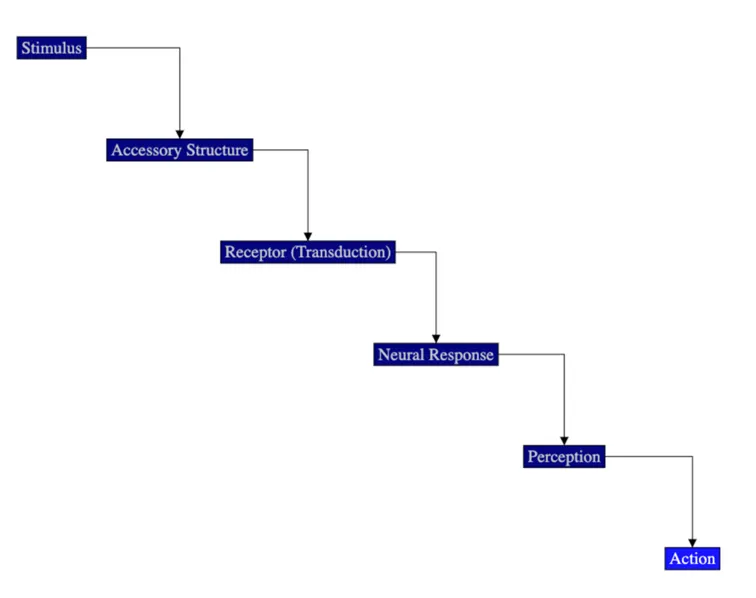 Stimulus
Accessory Structure
Receptor (Transduction)
Neural Response
Perception
Action